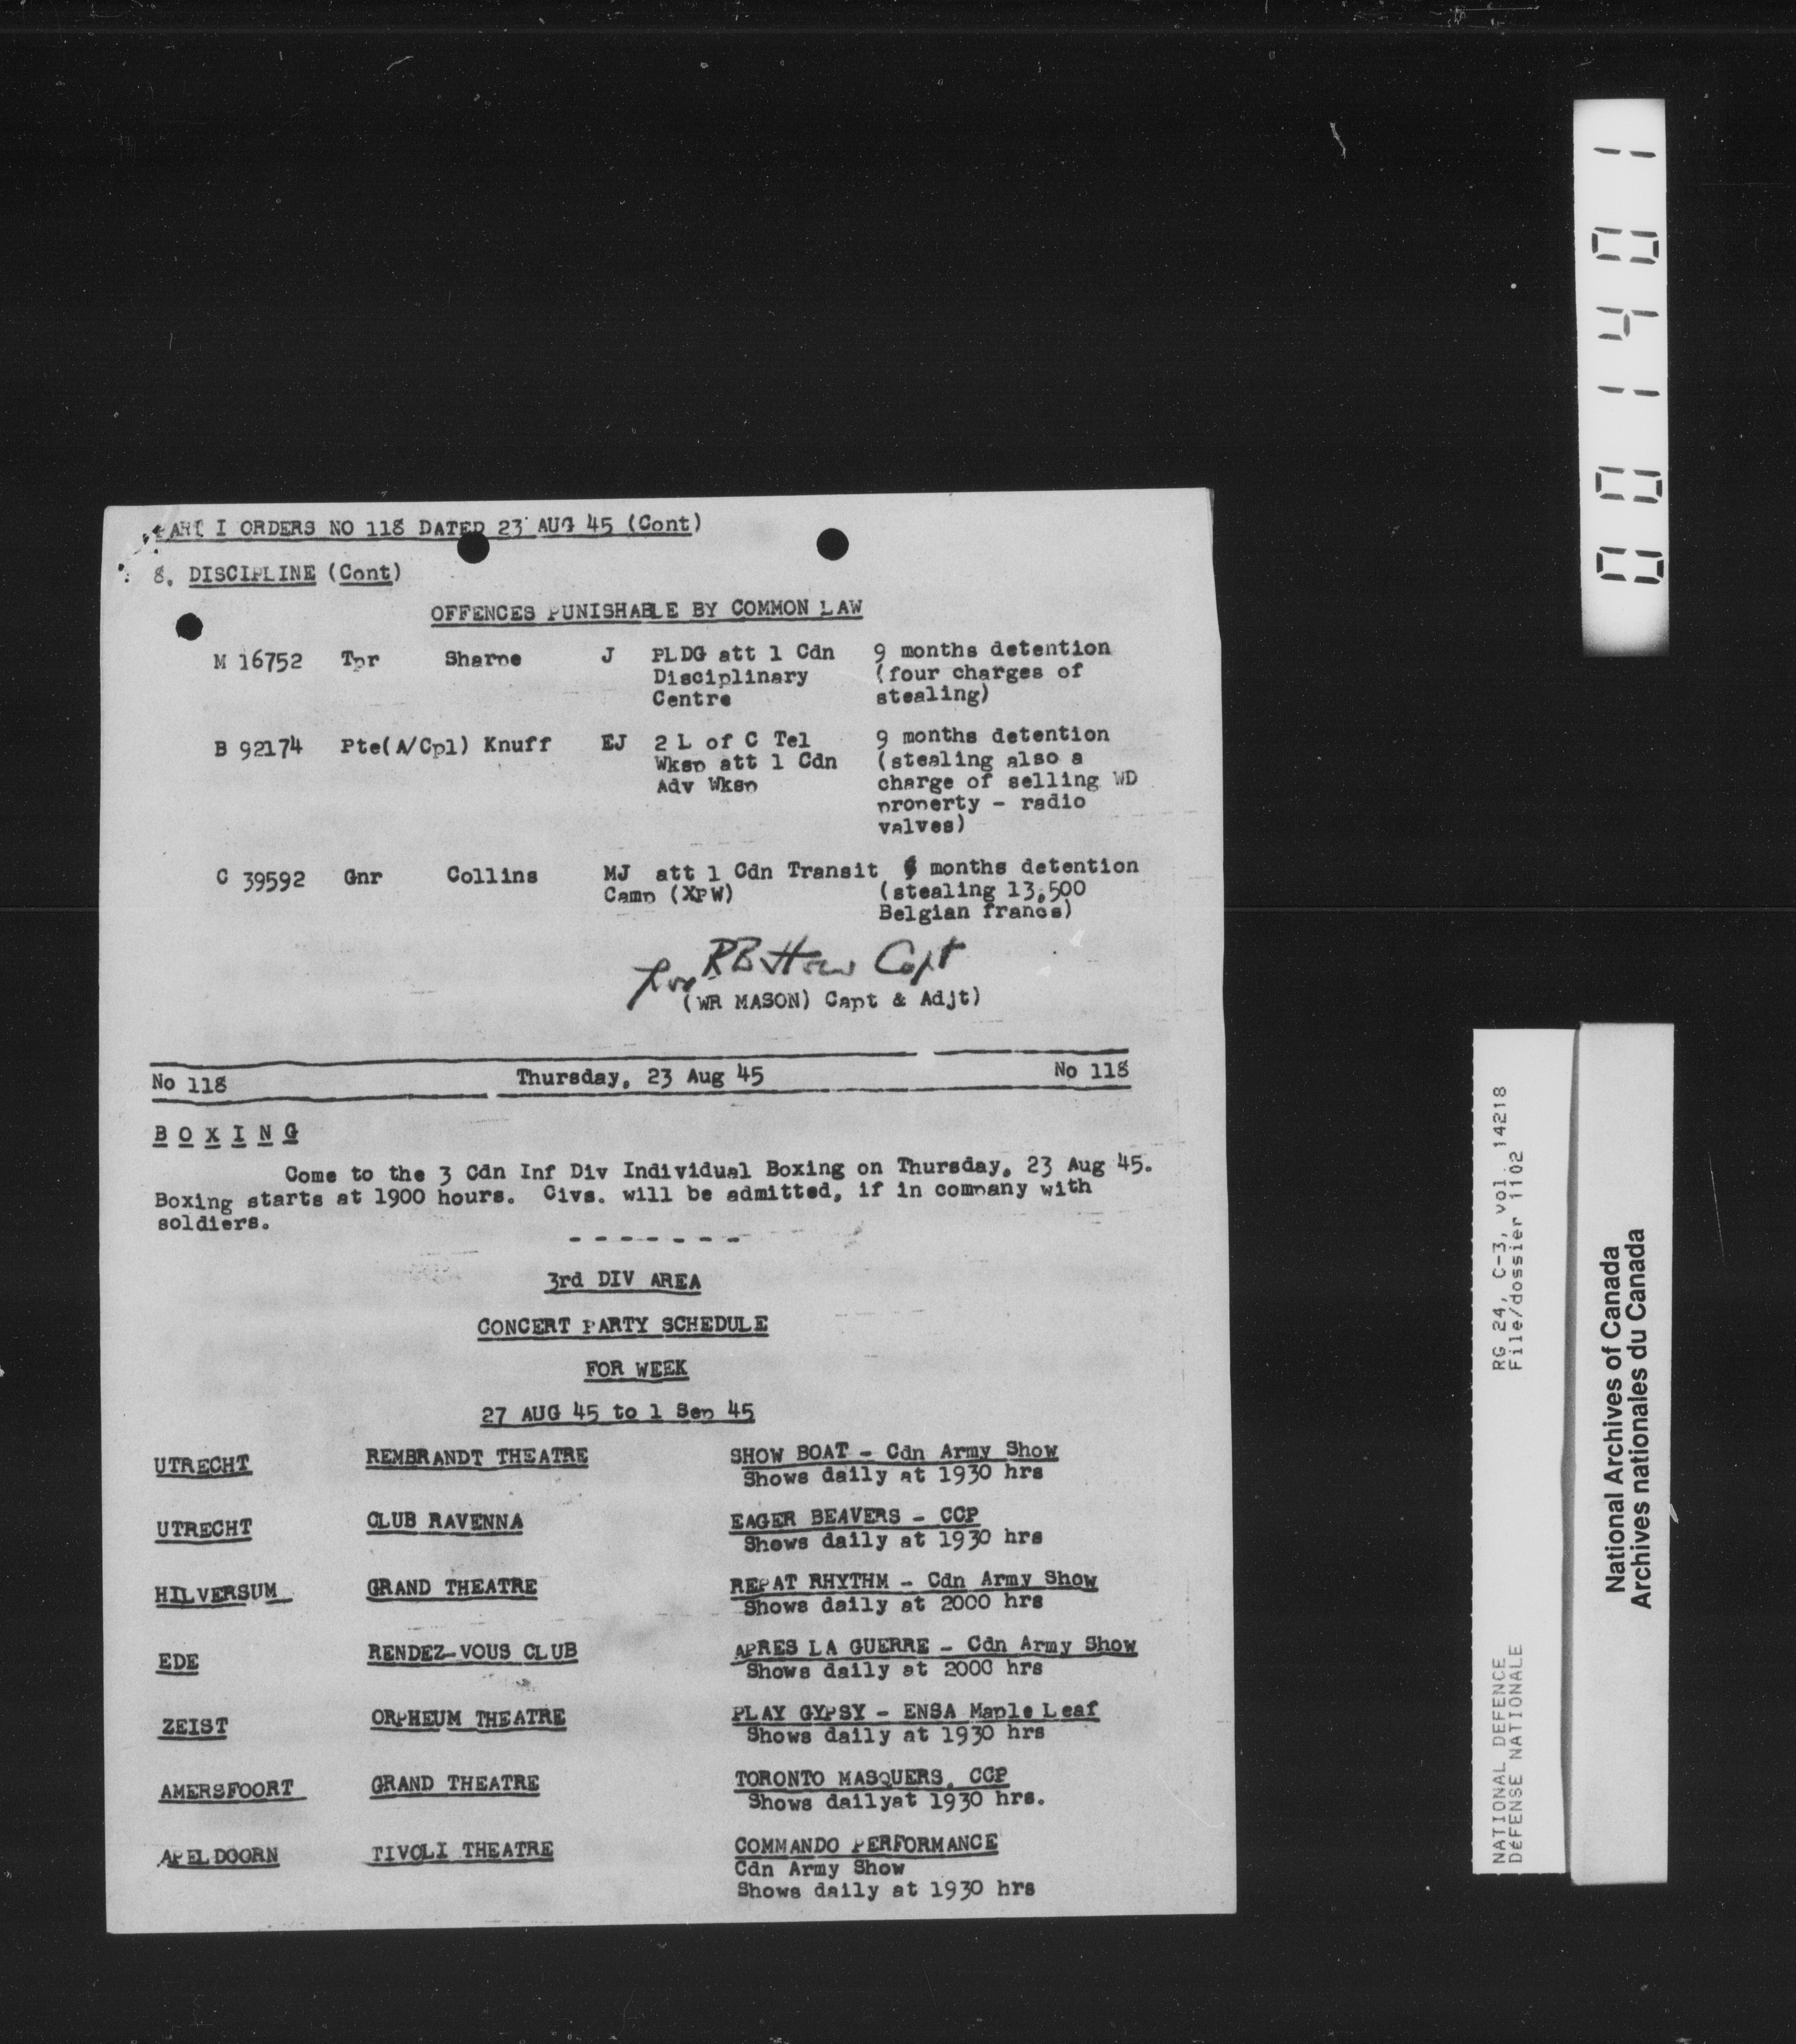 PART I ORDERS NO 118 DATED 23 AUG 45 (Cont)
8. DISCIPLINE (Cont)
OFFENCES PUNISHABLE BY COMMON LAW
M 16752 Tpr Sharpe J PLDG att 1 Cdn 9 months detention
Disciplinary (four charges of
Centre stealing)
B 92174 Pte(A/Cpl) Knuff EJ 2 L of C Tel 9 months detention
Wksp att 1 Cdn (stealing also a
Adv Wksp charge of selling WD
property - radio
valves)
C 39592 Gnr Collins MJ att 1 Cdn Transit months detention
Camp (XPW) (stealing 13,500
Belgian francs)
for RB Capt
(WR MASON) Capt & Adjt)
No 118 Thursday, 23 Aug 45 No 118
B O X I N G
Come to the 3 Cdn Inf Div Individual Boxing on Thursday, 23 Aug 45.
Boxing starts at 1900 hours. Civs. will be admitted, if in company with
soldiers.
- - - - - - -
3rd DIV AREA
CONCERT PARTY SCHEDULE
FOR WEEK
27 AUG 45 to 1 Sep 45
UTRECHT REMBRANDT THEATRE SHOW BOAT - Cdn Army Show
Shows daily at 1930 hrs
UTRECHT CLUB RAVENNA EAGER BEAVERS - CCP
Shows daily at 1930 hrs
HILVERSUM GRAND THEATRE REPAT RHYTHM - Cdn Army Show
Shows daily at 2000 hrs
EDE RENDEZ-VOUS CLUB APRES LA GUERRE - Cdn Army Show
Shows daily at 2000 hrs
ZEIST ORPHEUM THEATRE PLAY GYPSY - ENSA Maple Leaf
Shows daily at 1930 hrs
AMERSFOORT GRAND THEATRE TORONTO MASQUERS, CCP
Shows dailyat 1930 hrs.
APELDOORN TIVOLI THEATRE COMMANDO PERFORMANCE
Cdn Army Show
Shows daily at 1930 hrs
001401
NATIONAL DEFENCE RG 24, C-3, vol. 14218
DéFENSE NATIONALE File/dossier 1102
National Archives of Canada
Archives nationales du Canada